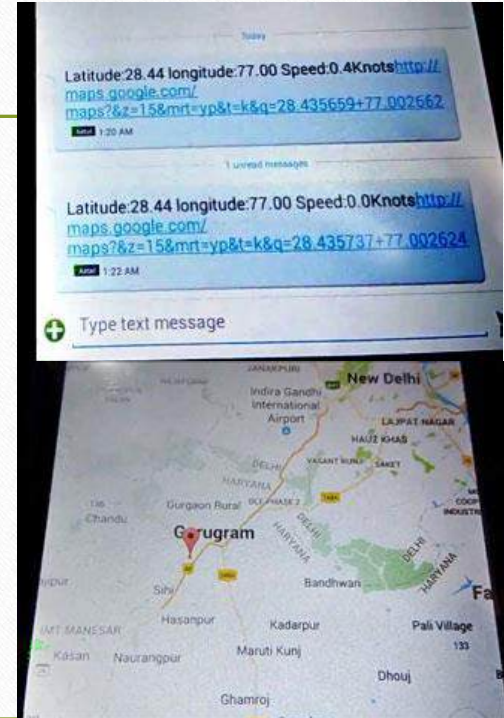 Today
Latitude:28.44 longitude:77.00 Speed:0.4Knotshttp://
maps.google.com/
maps?&z=15&mrt=yp&t=k&q=28.435659+77.002662
Airtel 1:20 AM
1 unread messages
Latitude:28.44 longitude:77.00 Speed:0.0Knotshttp://
maps.google.com/
maps?&z=15&mrt=yp&t=k&q=28.435737+77.002624
Airtel 1:22 AM
Type text message
JANAKPURI
New Delhi
Indira Gandhi
International
Airport
LAJPAT NAGAR
HAUZ KHAS
VASANT KUNJ
SAKET
DELHI
HARYANA
Gurgaon Rural
DLF PHASE 2
Chandu
DELHI
HARYANA
Gurugram
DELHI
HARYANA
Sihi
Bandhwari
Fa
Hasanpur
Kadarpur
Pali Village
IMT MANESAR
133
Kasan
Naurangpur
Maruti Kunj
Dhouj
Ghamroj